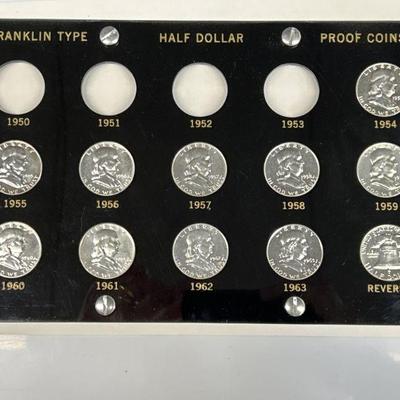 RANKLIN TYPE HALF DOLLAR PROOF COINS
1950 1951 1952 1953 1954
1955 1956 1957 1958 1959
1960 1961 1962 1963 REVER